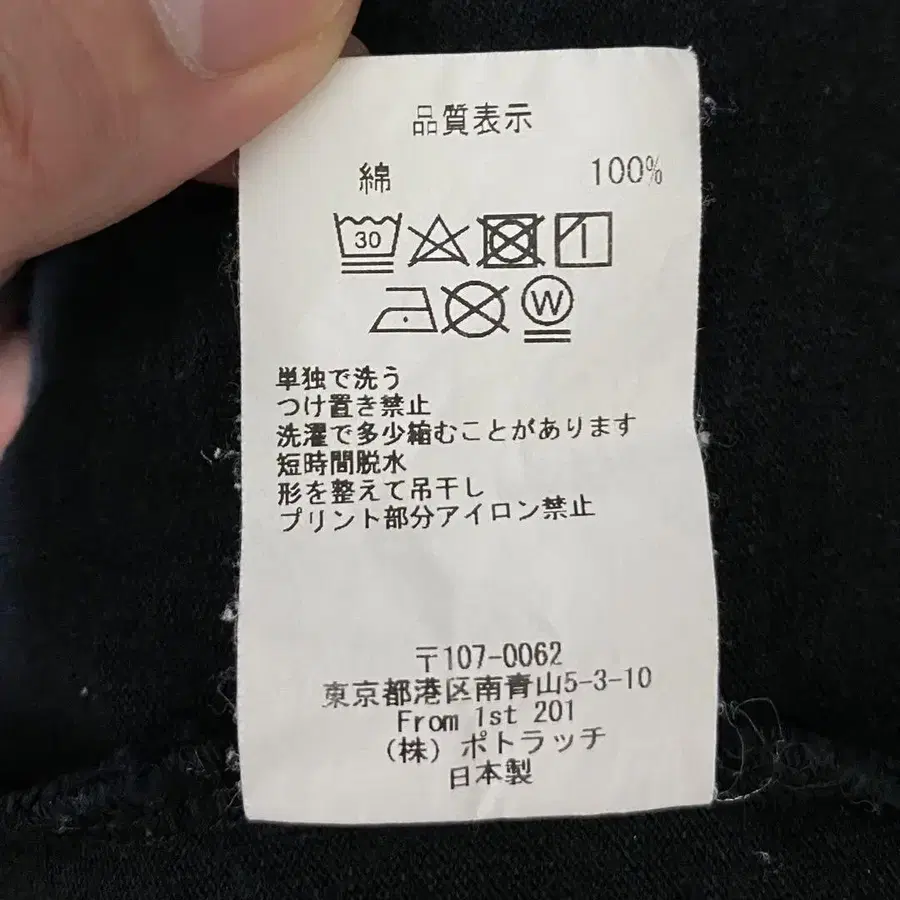 品質表示
綿 100%
30
W
単独で洗う
つけ置き禁止
洗濯で多少縮むことがあります
短時間脱水
形を整えて吊干し
プリント部分アイロン禁止
〒107-0062
東京都港区南青山5-3-10
From 1st 201
(株) ポトラッチ
日本製